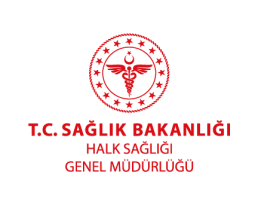 T.C. SAĞLIK BAKANLIĞI
HALK SAĞLIĞI
GENEL MÜDÜRLÜĞÜ